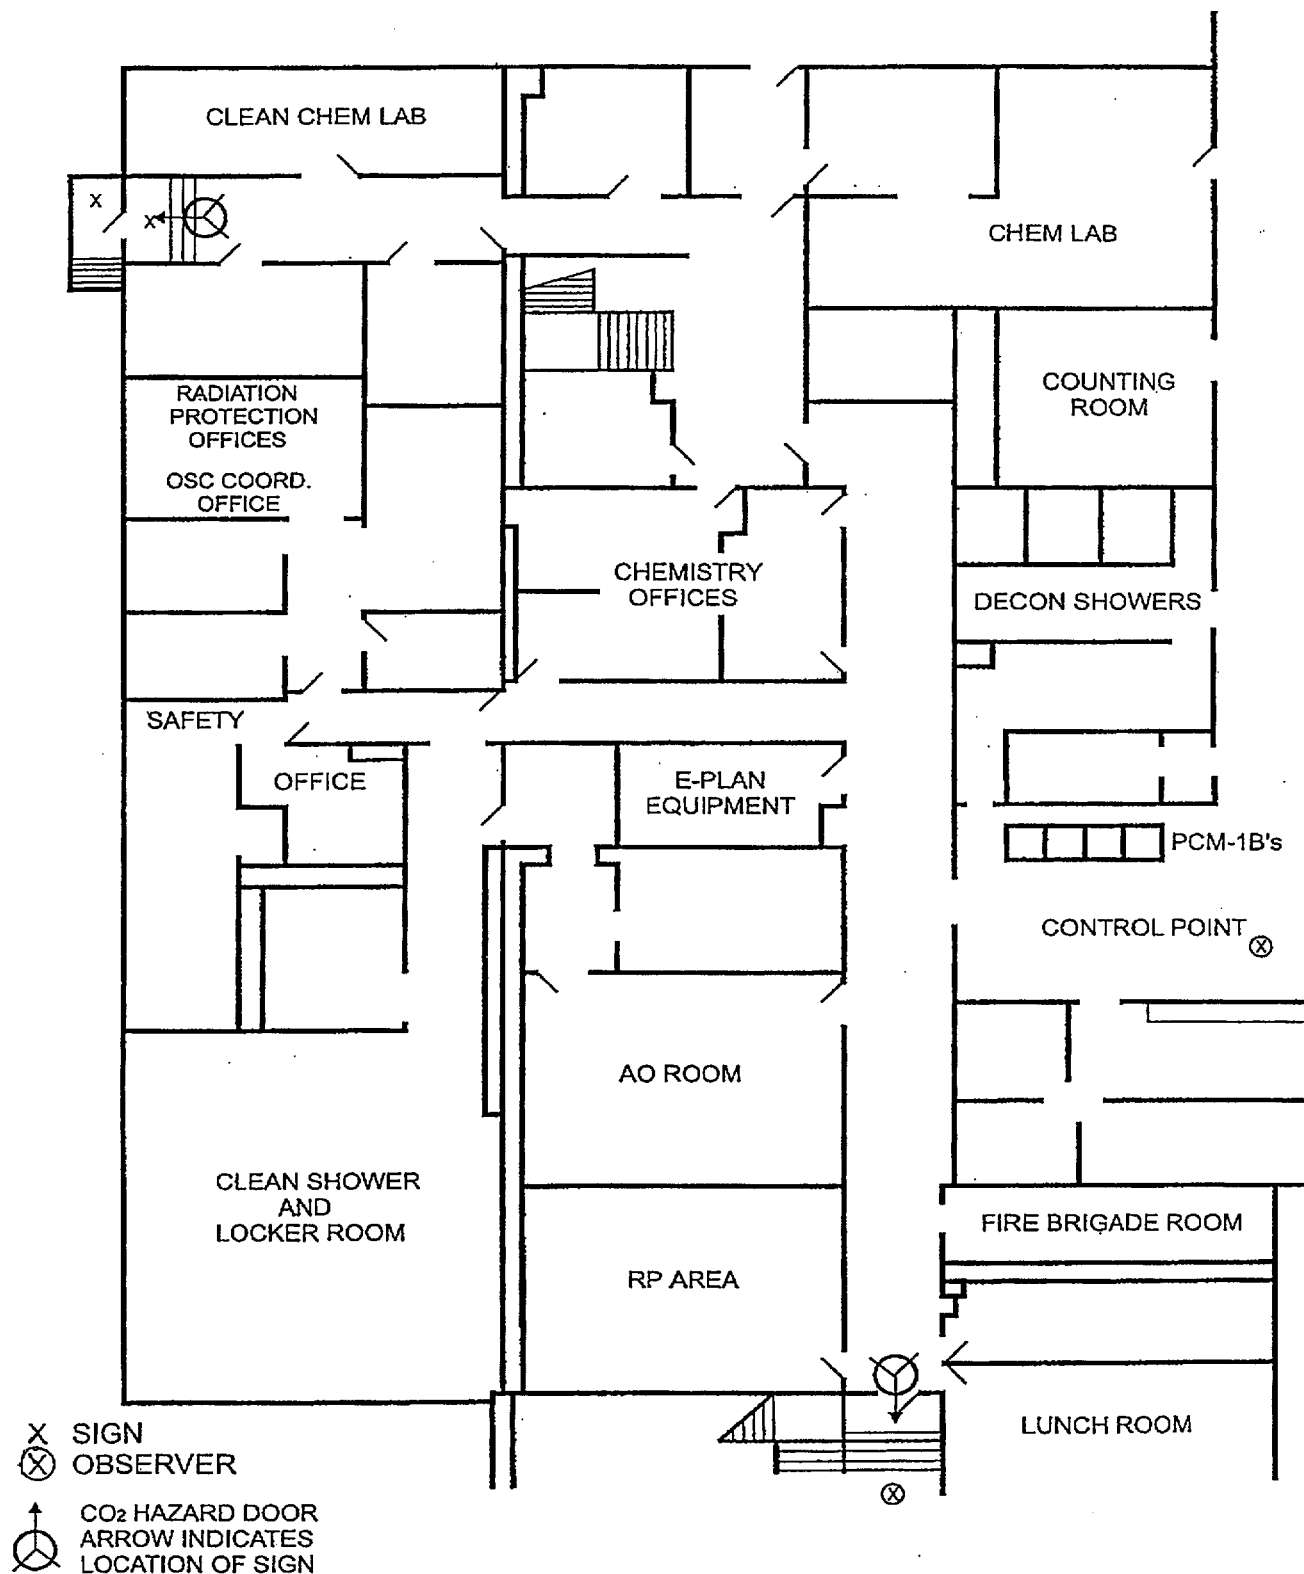 CLEAN CHEM LAB
X
X
CHEM LAB
RADIATION
PROTECTION
OFFICES
OSC COORD.
OFFICE
COUNTING
ROOM
CHEMISTRY
OFFICES
DECON SHOWERS
SAFETY
OFFICE
E-PLAN
EQUIPMENT
PCM-1B's
CONTROL POINT
X
AO ROOM
CLEAN SHOWER
AND
LOCKER ROOM
FIRE BRIGADE ROOM
RP AREA
LUNCH ROOM
X
X SIGN
X OBSERVER
CO2 HAZARD DOOR
ARROW INDICATES
LOCATION OF SIGN